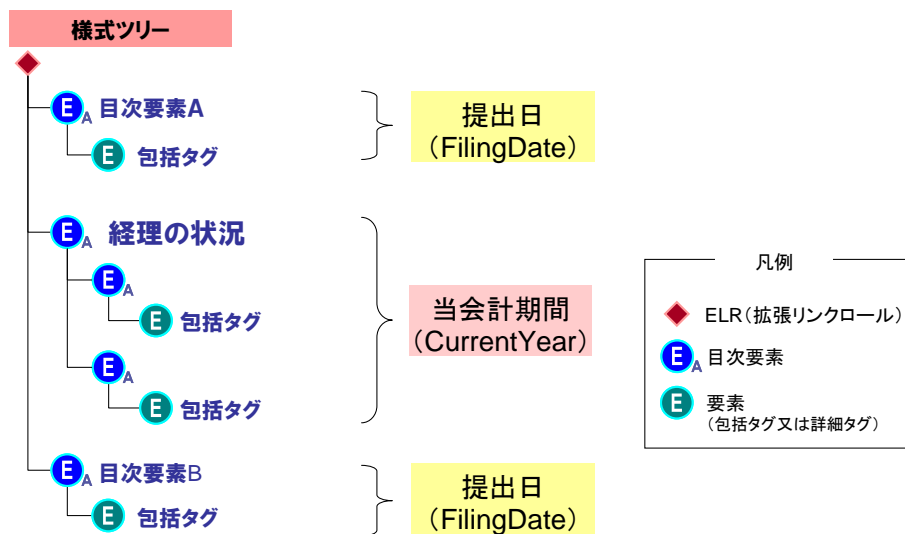 様式ツリー
E A 目次要素A
E 包括タグ
提出日
（FilingDate）
E A 経理の状況
E A
E 包括タグ
E A
E 包括タグ
当会計期間
（CurrentYear）
E A 目次要素B
E 包括タグ
提出日
（FilingDate）
凡例
ELR（拡張リンクロール）
E A 目次要素
E 要素
（包括タグ又は詳細タグ）